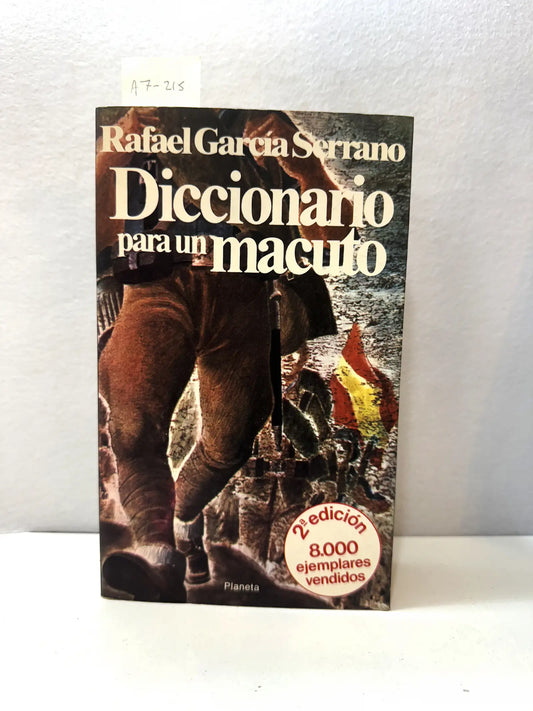 A7-215
Rafael García Serrano
Diccionario
para un macuto
2ª edición
8.000
ejemplares
vendidos
Planeta